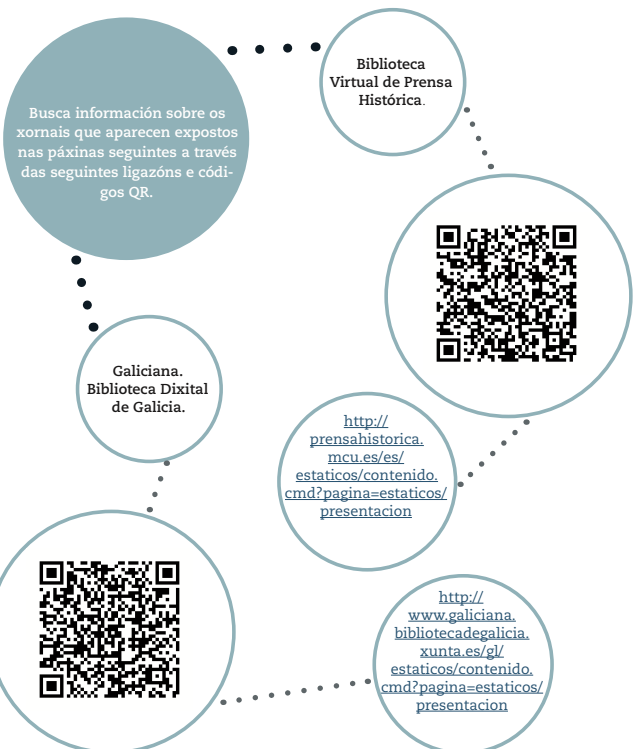 Busca información sobre os
xornais que aparecen expostos
nas páxinas seguintes a través
das seguintes ligazóns e códi-
gos QR.
Biblioteca
Virtual de Prensa
Histórica.
http://
prensahistorica.
mcu.es/es/
estaticos/contenido.
cmd?pagina=estaticos/
presentacion
Galiciana.
Biblioteca Dixital
de Galicia.
http://
www.galiciana.
bibliotecadegalicia.
xunta.es/gl/
estaticos/contenido.
cmd?pagina=estaticos/
presentacion